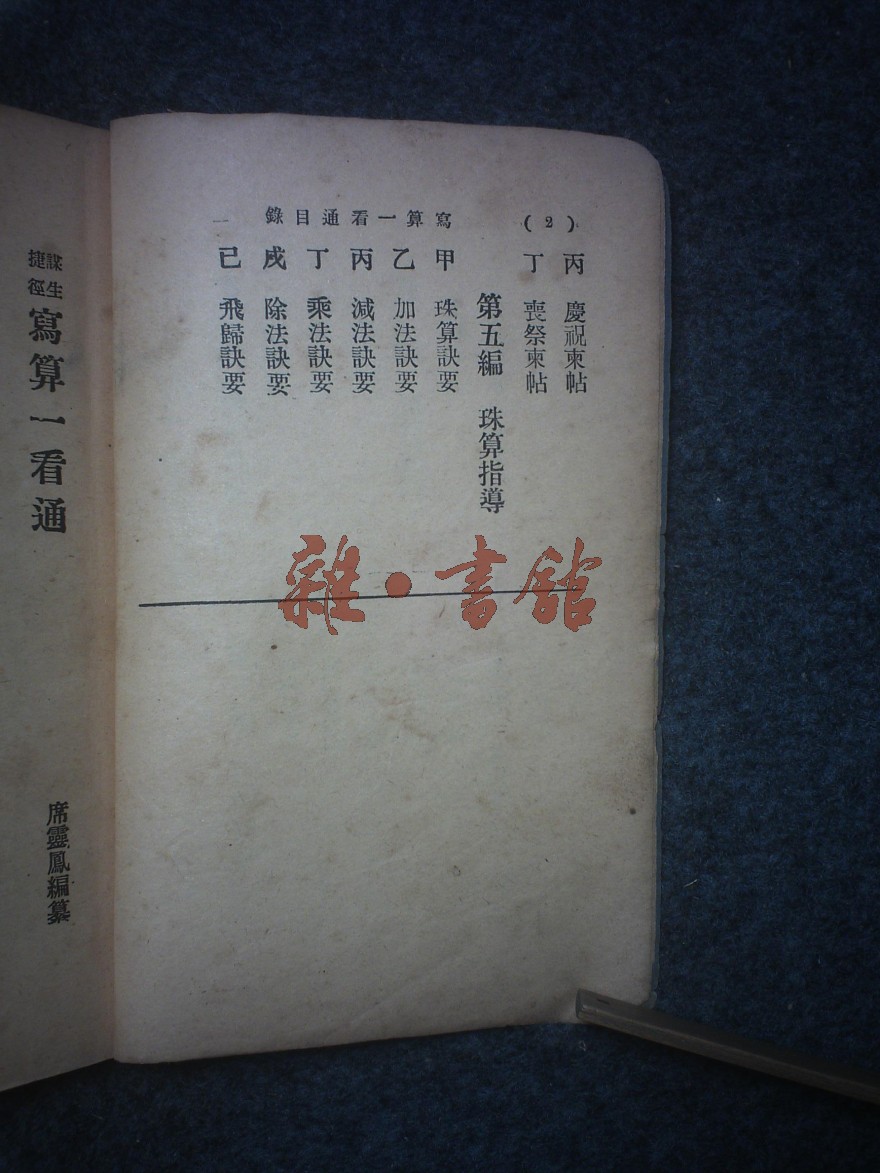 (2)
寫算一看通目錄
一
丙 慶祝柬帖
丁 喪祭柬帖
第五編 珠算指導
甲 珠算訣要
乙 加法訣要
丙 減法訣要
丁 乘法訣要
戊 除法訣要
己 飛歸訣要
謀生捷徑
寫算一看通
席靈鳳編纂
雜·書館